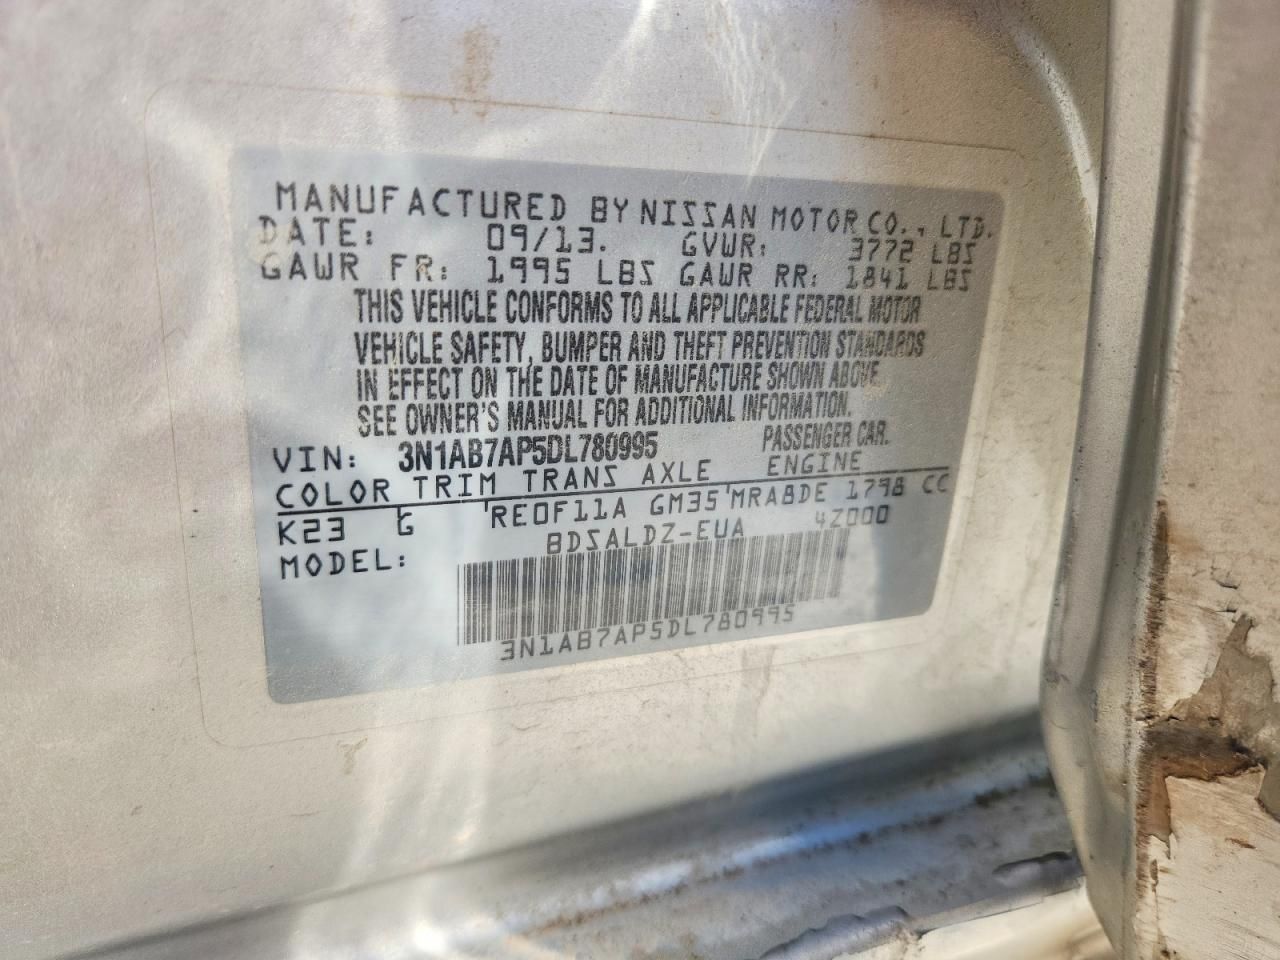 MANUFACTURED BY NISSAN MOTOR CO., LTD.
DATE: 09/13. GVWR: 3772 LBS
GAWR FR: 1995 LBS GAWR RR: 1841 LBS
THIS VEHICLE CONFORMS TO ALL APPLICABLE FEDERAL MOTOR
VEHICLE SAFETY, BUMPER AND THEFT PREVENTION STANDARDS
IN EFFECT ON THE DATE OF MANUFACTURE SHOWN ABOVE.
SEE OWNER'S MANUAL FOR ADDITIONAL INFORMATION.
VIN: 3N1AB7AP5DL780995 PASSENGER CAR.
COLOR TRIM TRANS AXLE ENGINE
K23 G RE0F11A GM35 MRA8DE 1798 CC
MODEL: BDSALDZ-EUA 4Z000
3N1AB7AP5DL780995